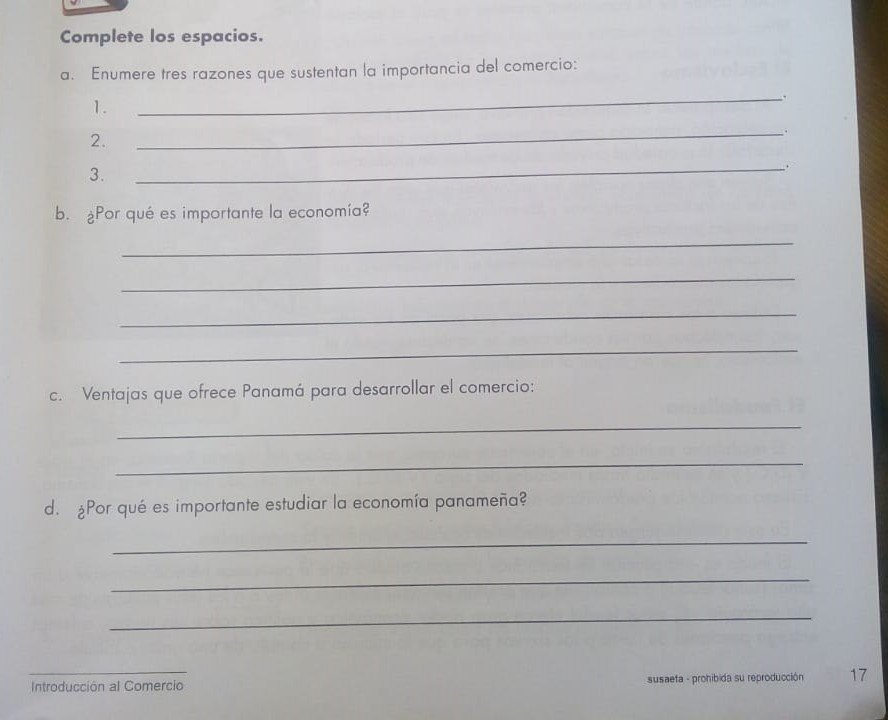 Complete los espacios.
a. Enumere tres razones que sustentan la importancia del comercio:
1. .
2. .
3. .
b. ¿Por qué es importante la economía?
c. Ventajas que ofrece Panamá para desarrollar el comercio:
d. ¿Por qué es importante estudiar la economía panameña?
Introducción al Comercio
susaeta - prohibida su reproducción 17